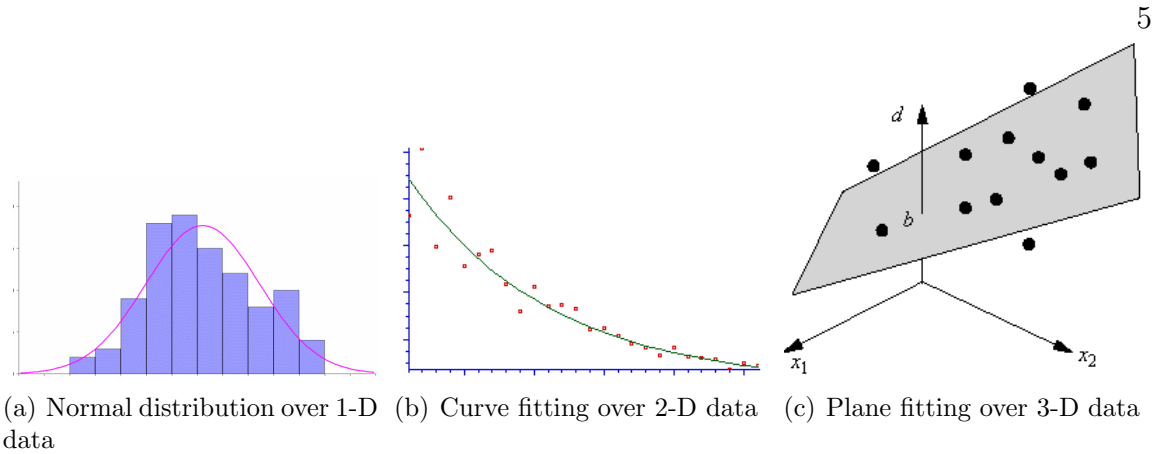 5
d
b
x1
x2
(a) Normal distribution over 1-D
data
(b) Curve fitting over 2-D data
(c) Plane fitting over 3-D data